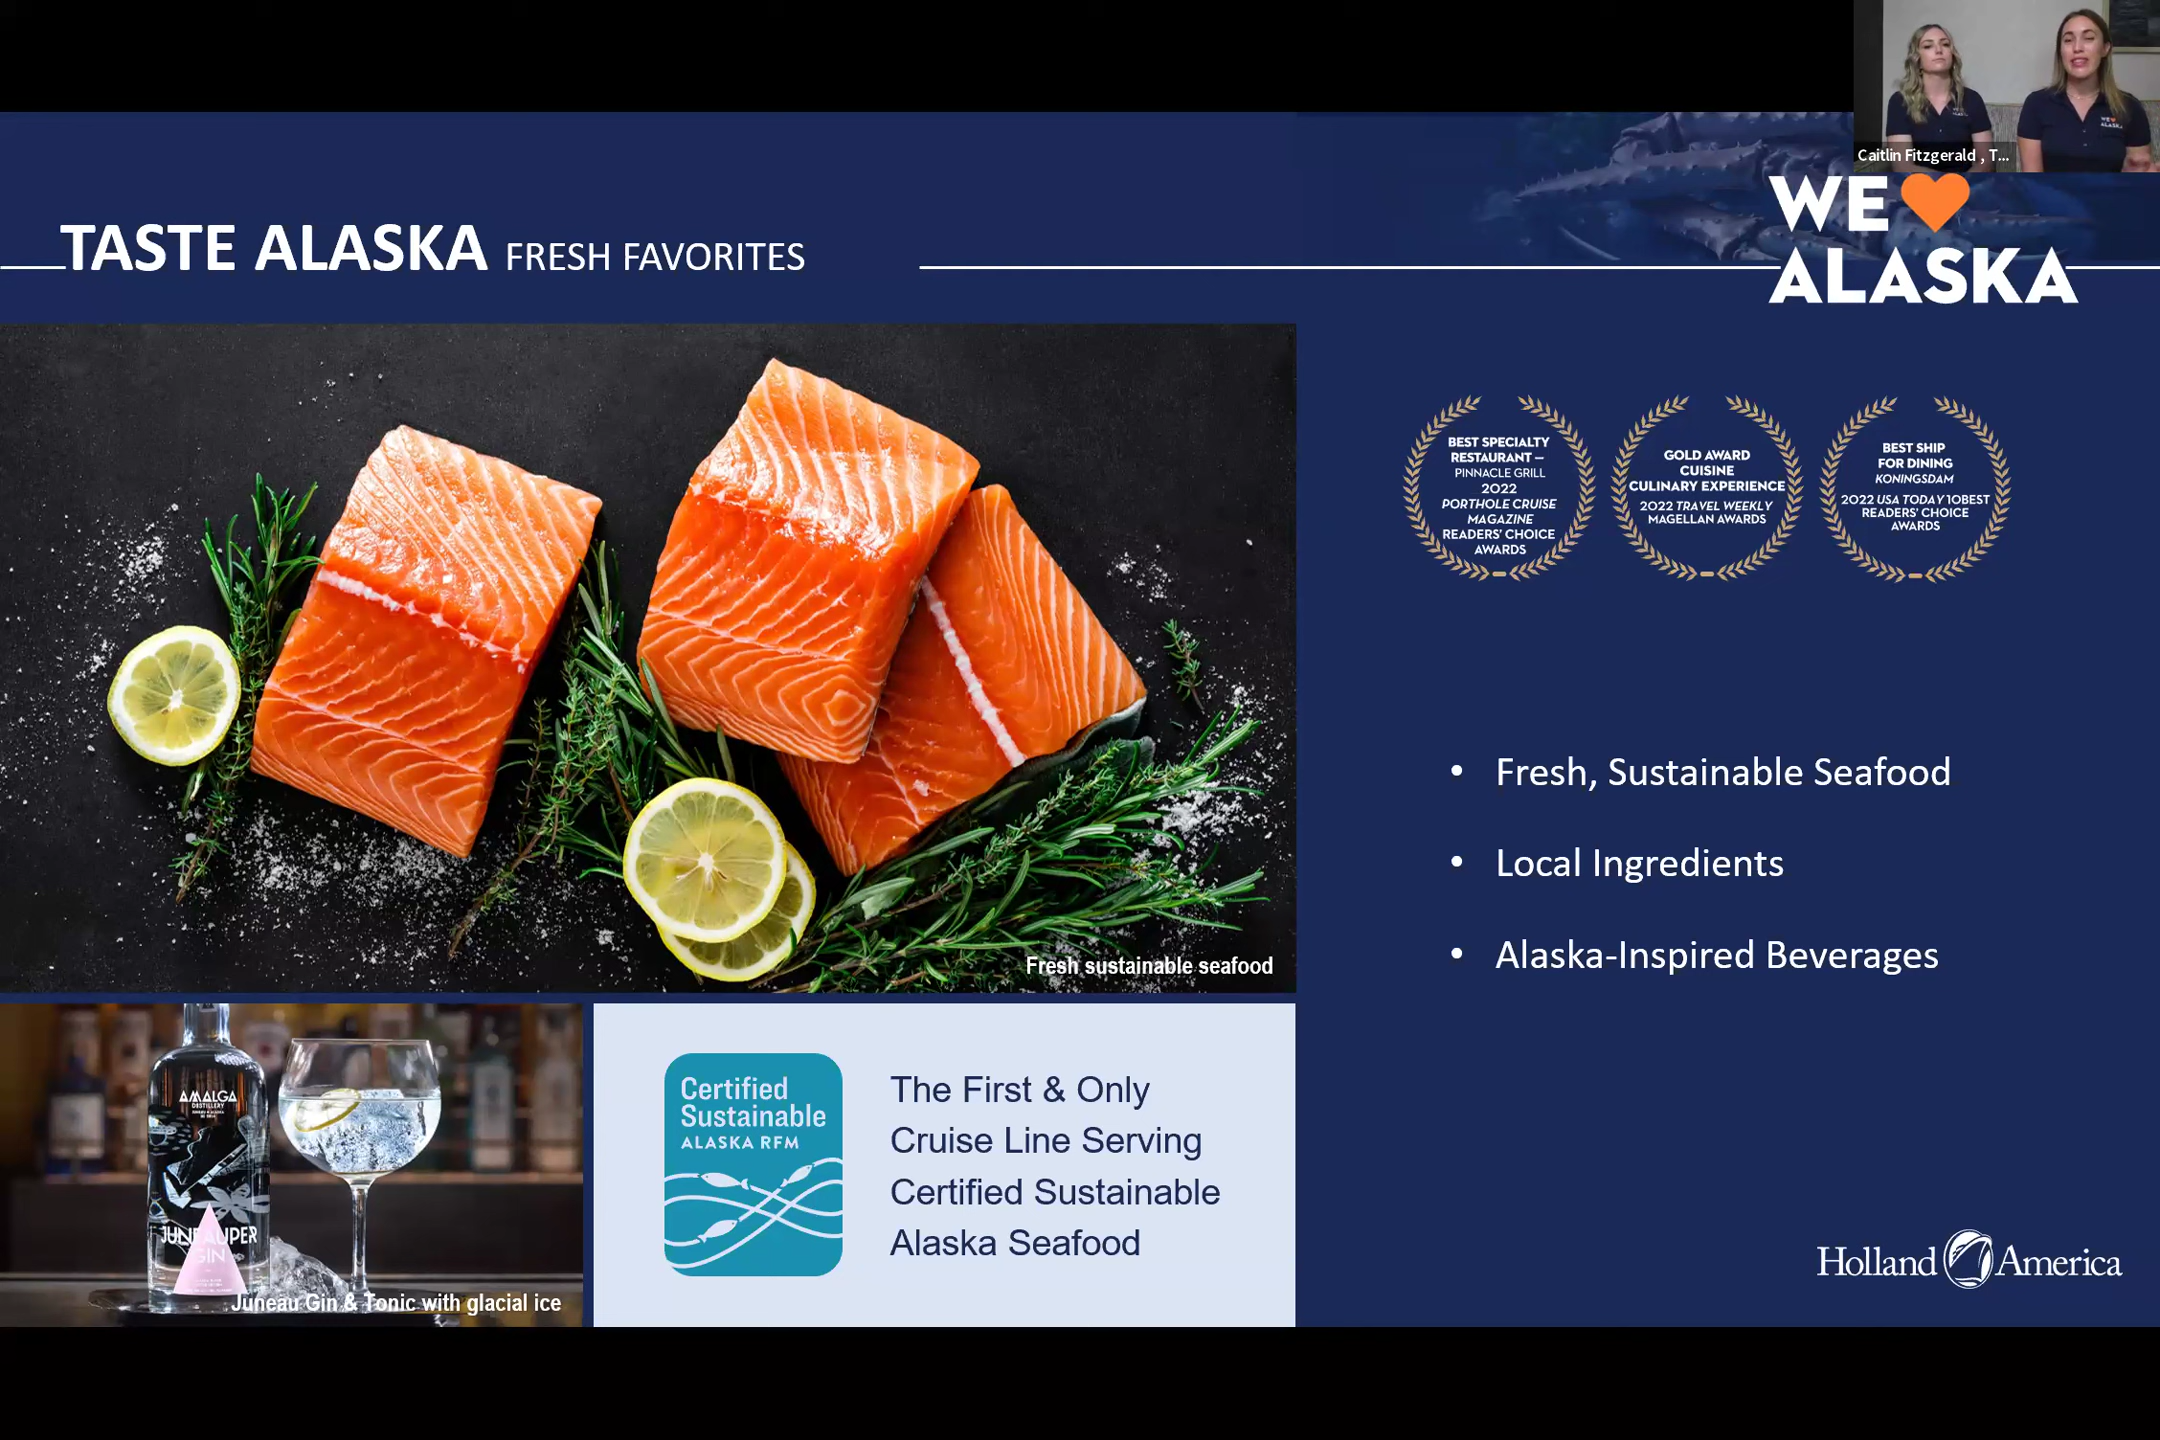 Caitlin Fitzgerald , T...
WE
ALASKA
TASTE ALASKA FRESH FAVORITES
BEST SPECIALTY
RESTAURANT —
PINNACLE GRILL
2022
PORTHOLE CRUISE
MAGAZINE
READERS' CHOICE
AWARDS
GOLD AWARD
CUISINE
CULINARY EXPERIENCE
2022 TRAVEL WEEKLY
MAGELLAN AWARDS
BEST SHIP
FOR DINING
KONINGSDAM
2022 USA TODAY 10BEST
READERS' CHOICE
AWARDS
• Fresh, Sustainable Seafood
• Local Ingredients
• Alaska-Inspired Beverages
Fresh sustainable seafood
AMALGA
DISTILLERY
JUNEAUPER
GIN
Juneau Gin & Tonic with glacial ice
Certified
Sustainable
ALASKA RFM
The First & Only
Cruise Line Serving
Certified Sustainable
Alaska Seafood
Holland America